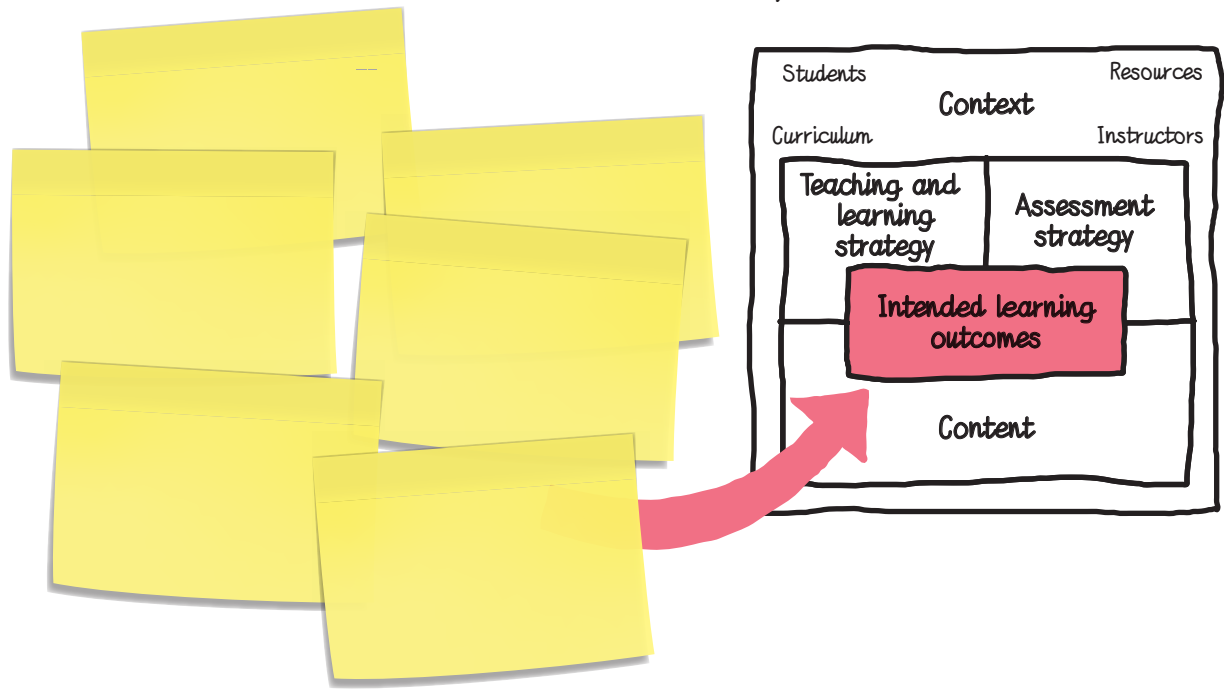 Students
Resources
Context
Curriculum
Instructors
Teaching and
learning
strategy
Assessment
strategy
Intended learning
outcomes
Content